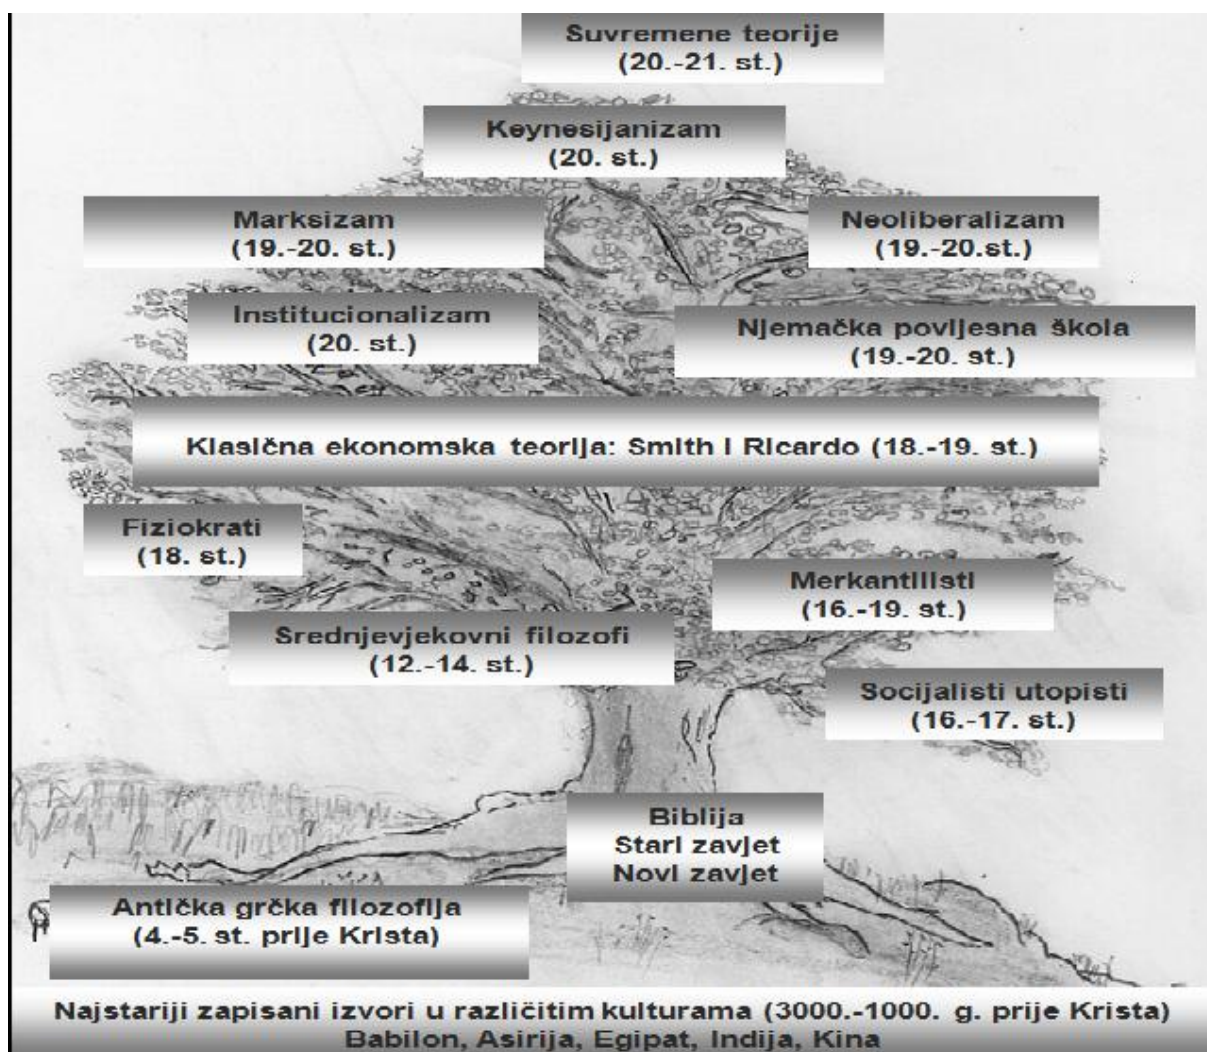 Suvremene teorije
(20.-21. st.)
Keynesijanizam
(20. st.)
Marksizam
(19.-20. st.)
Neoliberalizam
(19.-20.st.)
Institucionalizam
(20. st.)
Njemačka povijesna škola
(19.-20. st.)
Klasična ekonomska teorija: Smith i Ricardo (18.-19. st.)
Fiziokrati
(18. st.)
Merkantilisti
(16.-19. st.)
Srednjevjekovni filozofi
(12.-14. st.)
Socijalisti utopisti
(16.-17. st.)
Biblija
Stari zavjet
Novi zavjet
Antička grčka filozofija
(4.-5. st. prije Krista)
Najstariji zapisani izvori u različitim kulturama (3000.-1000. g. prije Krista)
Babilon, Asirija, Egipat, Indija, Kina